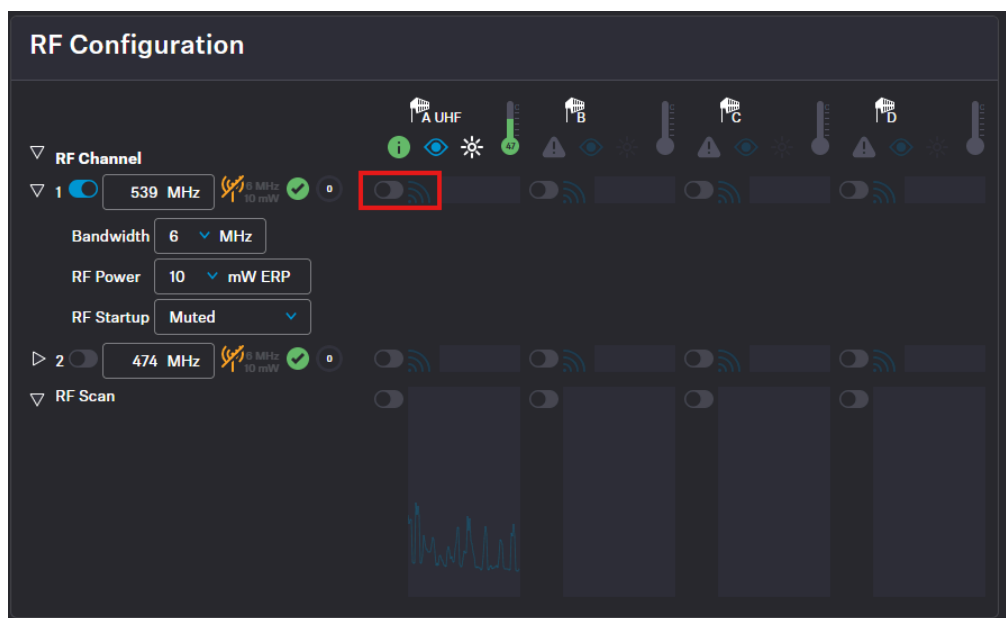 RF Configuration
A UHF B C D
47
RF Channel
1 539 MHz 6 MHz 10 mW 0
Bandwidth 6 MHz
RF Power 10 mW ERP
RF Startup Muted
2 474 MHz 6 MHz 10 mW 0
RF Scan